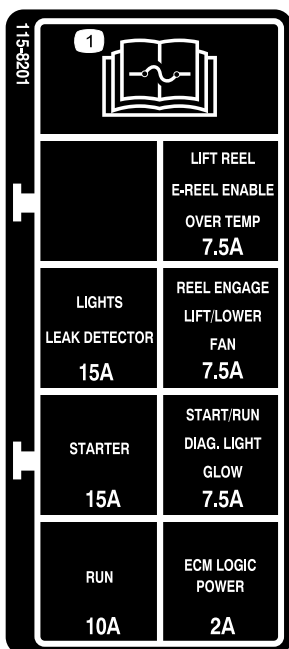 115-8201
1
LIFT REEL
E-REEL ENABLE
OVER TEMP
7.5A
LIGHTS
LEAK DETECTOR
15A
REEL ENGAGE
LIFT/LOWER
FAN
7.5A
STARTER
15A
START/RUN
DIAG. LIGHT
GLOW
7.5A
RUN
10A
ECM LOGIC
POWER
2A